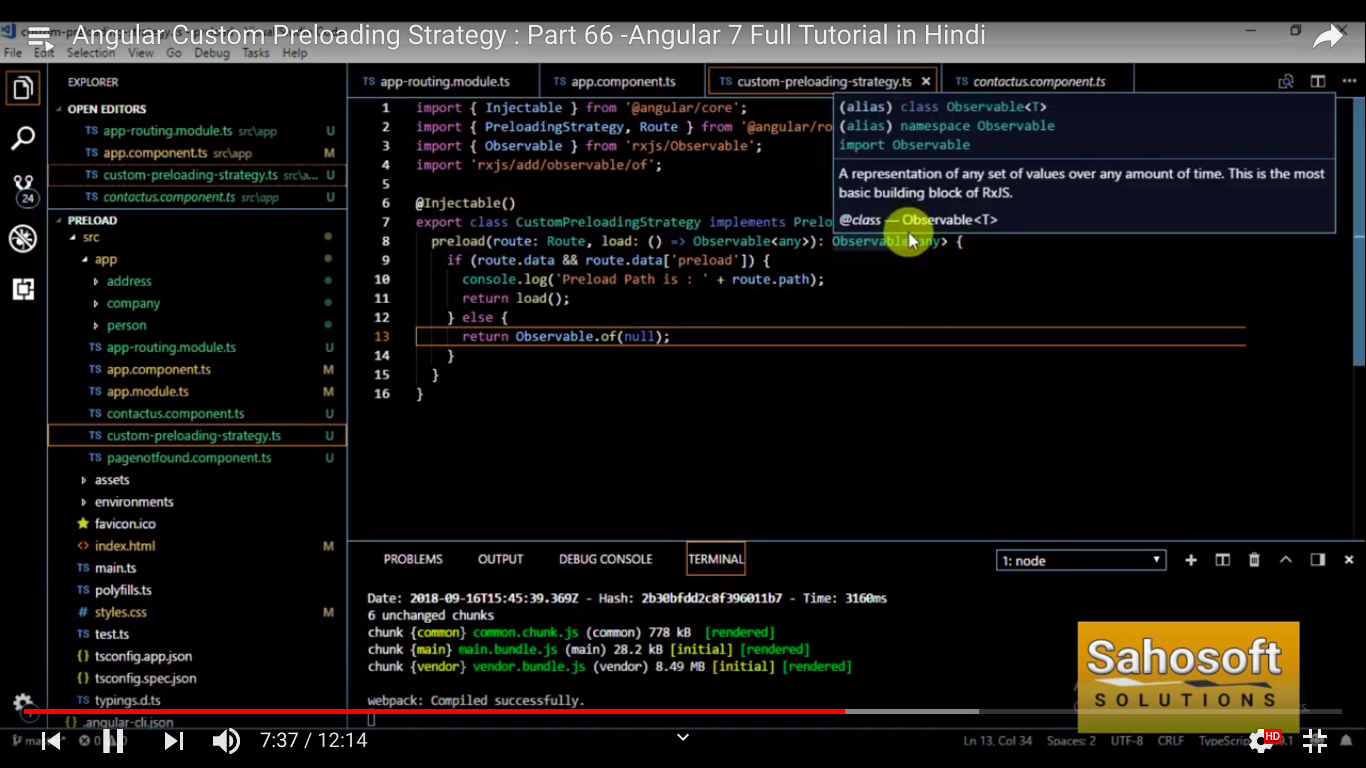 Angular Custom Preloading Strategy : Part 66 -Angular 7 Full Tutorial in Hindi
File Edit Selection View Go Debug Tasks Help
EXPLORER
OPEN EDITORS
TS app-routing.module.ts src\app U
TS app.component.ts src\app M
TS custom-preloading-strategy.ts src\a... U
TS contactus.component.ts src\app U
24
PRELOAD
src
app
address
company
person
TS app-routing.module.ts U
TS app.component.ts M
TS app.module.ts M
TS contactus.component.ts U
TS custom-preloading-strategy.ts U
TS pagenotfound.component.ts U
assets
environments
favicon.ico
<> index.html M
TS main.ts
TS polyfills.ts
# styles.css M
TS test.ts
{} tsconfig.app.json
{} tsconfig.spec.json
TS typings.d.ts
{} .angular-cli.json
TS app-routing.module.ts TS app.component.ts TS custom-preloading-strategy.ts × TS contactus.component.ts
1 import { Injectable } from '@angular/core';
2 import { PreloadingStrategy, Route } from '@angular/ro
3 import { Observable } from 'rxjs/Observable';
4 import 'rxjs/add/observable/of';
5
6 @Injectable()
7 export class CustomPreloadingStrategy implements Prelo
8 preload(route: Route, load: () => Observable<any>): Observable<any> {
9 if (route.data && route.data['preload']) {
10 console.log('Preload Path is : ' + route.path);
11 return load();
12 } else {
13 return Observable.of(null);
14 }
15 }
16 }
(alias) class Observable<T>
(alias) namespace Observable
import Observable
A representation of any set of values over any amount of time. This is the most
basic building block of RxJS.
@class — Observable<T>
PROBLEMS OUTPUT DEBUG CONSOLE TERMINAL
1: node
Date: 2018-09-16T15:45:39.369Z - Hash: 2b30bfdd2c8f396011b7 - Time: 3160ms
6 unchanged chunks
chunk {common} common.chunk.js (common) 778 kB [rendered]
chunk {main} main.bundle.js (main) 28.2 kB [initial] [rendered]
chunk {vendor} vendor.bundle.js (vendor) 8.49 MB [initial] [rendered]
webpack: Compiled successfully.
Sahosoft
SOLUTIONS
7:37 / 12:14
Ln 13, Col 34 Spaces: 2 UTF-8 CRLF
HD